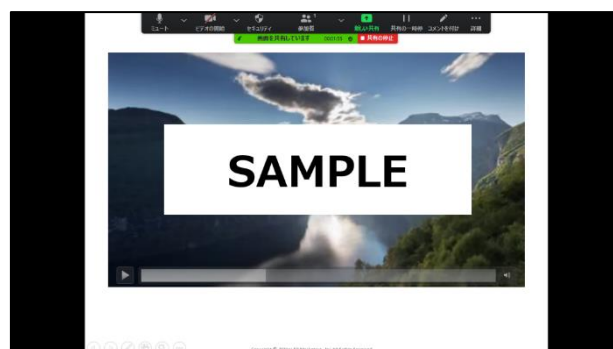 ミュート ビデオの開始 セキュリティ 参加者 新しい共有 共有の一時停止 コメントを付ける 詳細
画面を共有しています 共有の停止
SAMPLE